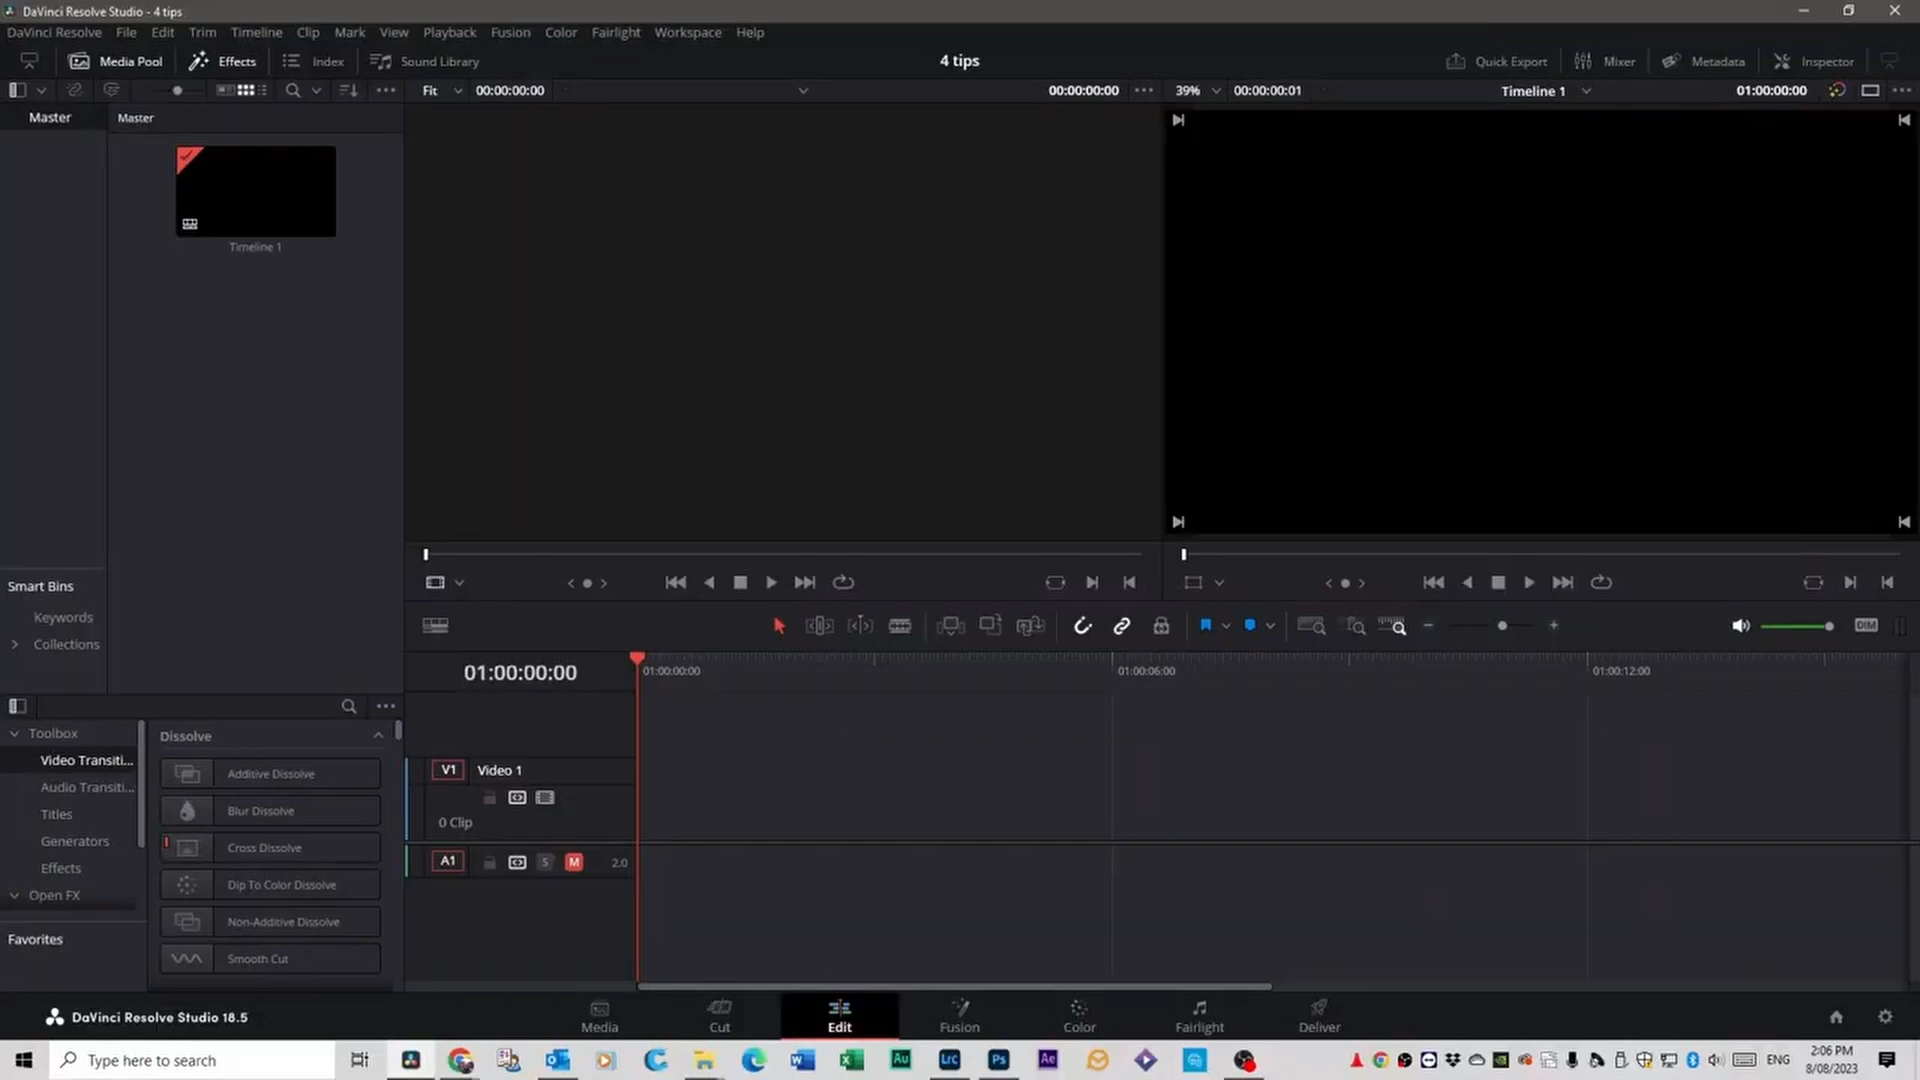 DaVinci Resolve Studio - 4 tips
DaVinci Resolve File Edit Trim Timeline Clip Mark View Playback Fusion Color Fairlight Workspace Help
Media Pool Effects Index Sound Library 4 tips Quick Export Mixer Metadata Inspector
Fit 00:00:00:00 00:00:00:00 39% 00:00:00:01 Timeline 1 01:00:00:00
Master Master
Timeline 1
Smart Bins
Keywords
Collections
DIM
01:00:00:00 01:00:00:00 01:00:06:00 01:00:12:00
Toolbox
Video Transiti...
Audio Transiti...
Titles
Generators
Effects
Open FX
Favorites
Dissolve
Additive Dissolve
Blur Dissolve
Cross Dissolve
Dip To Color Dissolve
Non-Additive Dissolve
Smooth Cut
V1 Video 1
0 Clip
A1 S M 2.0
DaVinci Resolve Studio 18.5
Media Cut Edit Fusion Color Fairlight Deliver
Type here to search
Au Lrc Ps Ae
ENG
2:06 PM
8/08/2023